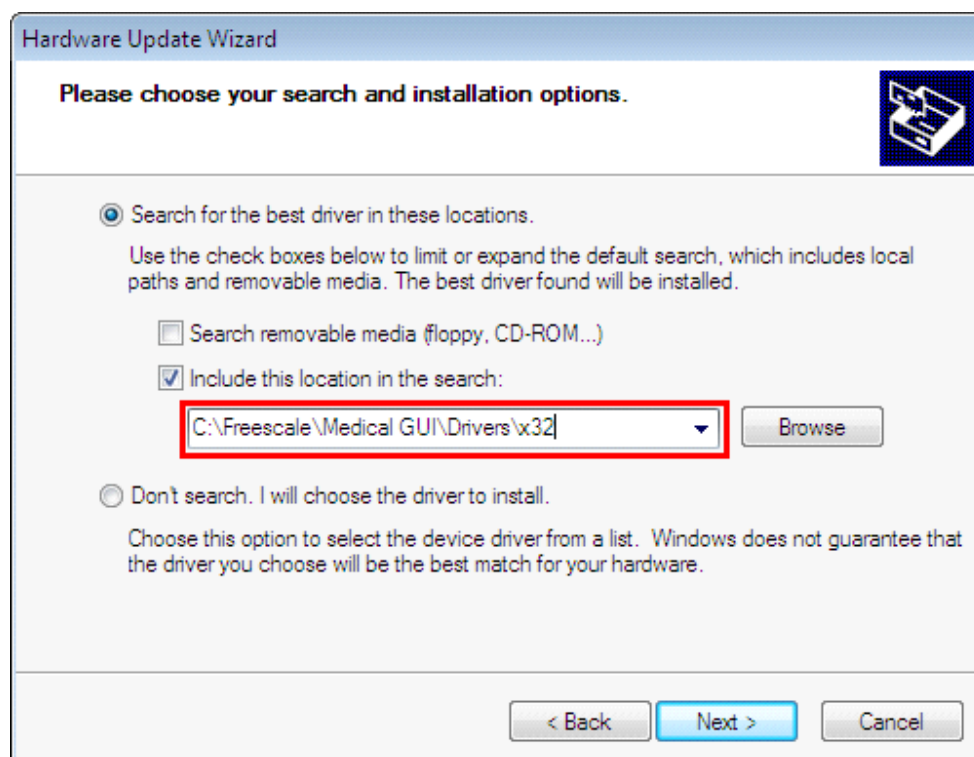 Hardware Update Wizard
Please choose your search and installation options.
Search for the best driver in these locations.
Use the check boxes below to limit or expand the default search, which includes local
paths and removable media. The best driver found will be installed.
Search removable media (floppy, CD-ROM...)
Include this location in the search:
C:\Freescale\Medical GUI\Drivers\x32
Browse
Don't search. I will choose the driver to install.
Choose this option to select the device driver from a list. Windows does not guarantee that
the driver you choose will be the best match for your hardware.
< Back
Next >
Cancel